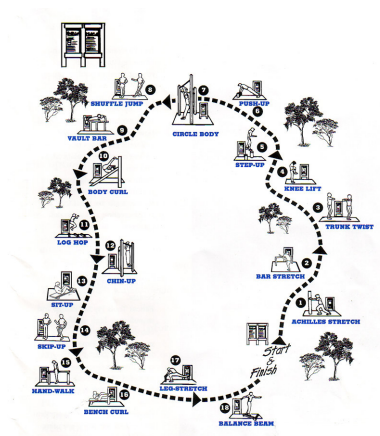 8
SHUFFLE JUMP
7
CIRCLE BODY
PUSH-UP
6
9
VAULT BAR
5
STEP-UP
10
BODY CURL
4
KNEE LIFT
3
TRUNK TWIST
11
LOG HOP
12
CHIN-UP
2
BAR STRETCH
13
SIT-UP
1
ACHILLES STRETCH
14
SKIP-UP
Start
&
Finish
15
HAND-WALK
17
LEG-STRETCH
16
BENCH CURL
18
BALANCE BEAM